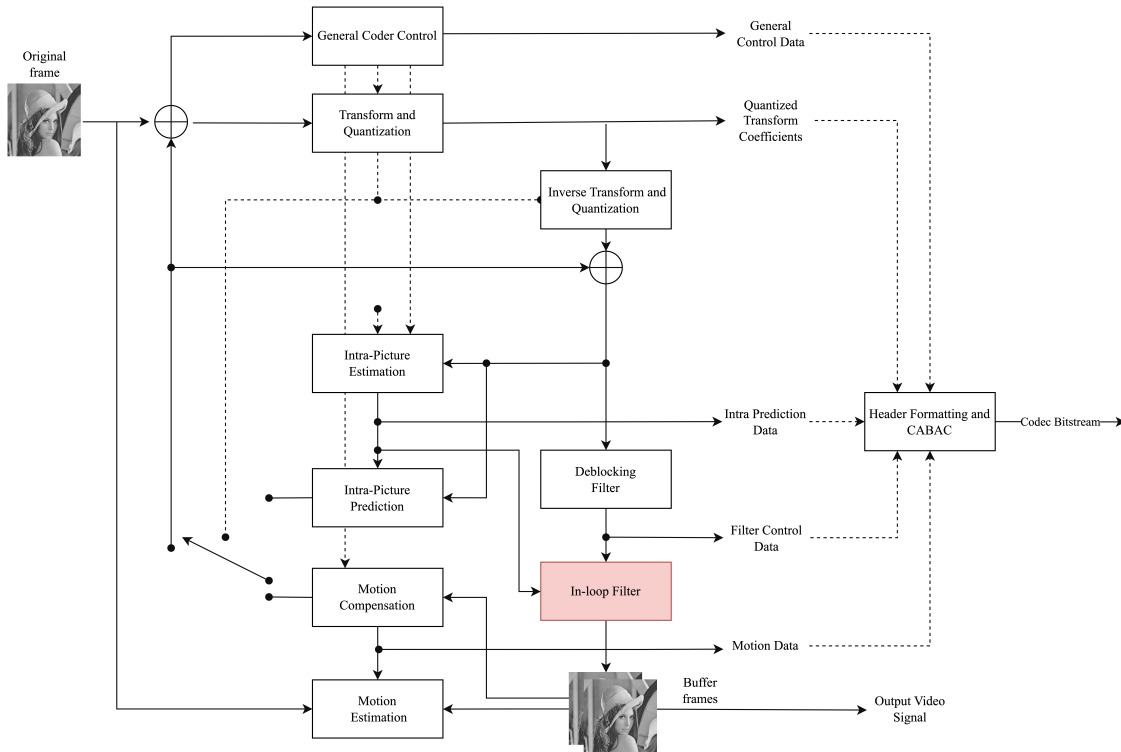 General Coder Control
General
Control Data
Original
frame
Transform and
Quantization
Quantized
Transform
Coefficients
Inverse Transform and
Quantization
Intra-Picture
Estimation
Intra Prediction
Data
Header Formatting and
CABAC
Codec Bitstream
Deblocking
Filter
Intra-Picture
Prediction
Filter Control
Data
In-loop Filter
Motion
Compensation
Motion Data
Buffer
frames
Motion
Estimation
Output Video
Signal